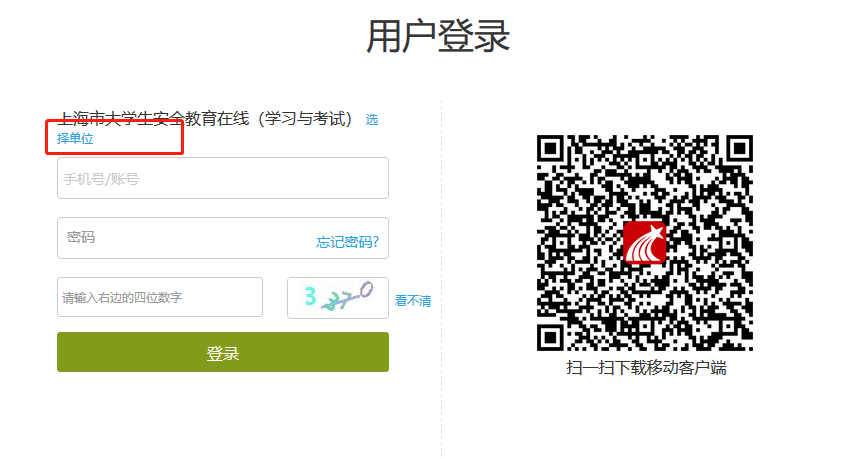 用户登录
上海市大学生安全教育在线（学习与考试） 选
择单位
手机号/账号
密码
忘记密码?
请输入右边的四位数字
3270
看不清
登录
扫一扫下载移动客户端